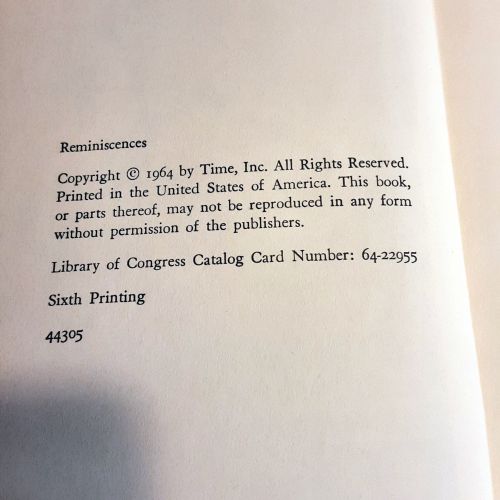 Reminiscences
Copyright © 1964 by Time, Inc. All Rights Reserved.
Printed in the United States of America. This book,
or parts thereof, may not be reproduced in any form
without permission of the publishers.
Library of Congress Catalog Card Number: 64-22955
Sixth Printing
44305